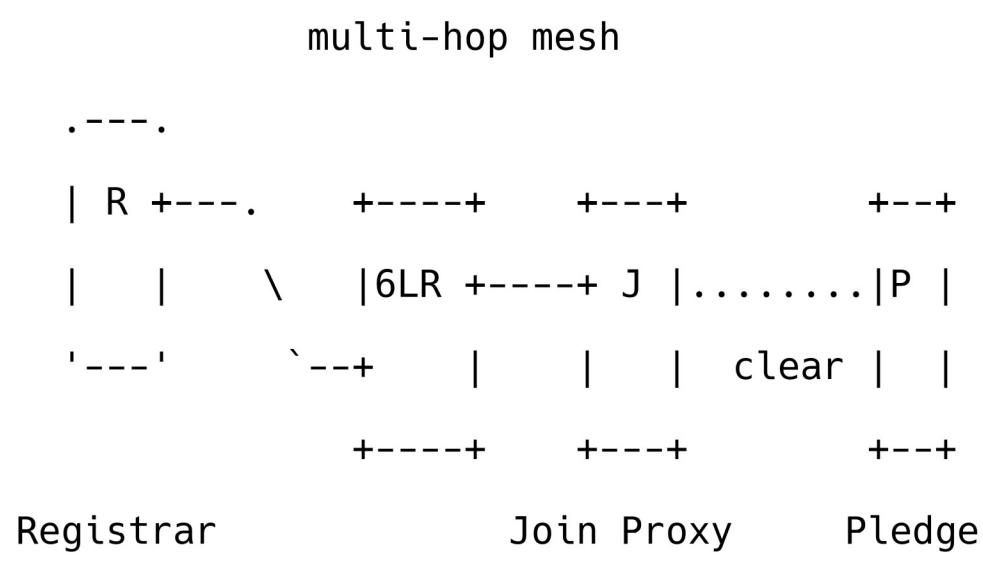 multi-hop mesh
  .---.
  | R +---.    +----+    +---+        +--+
  |   |    \   |6LR +----+ J |........|P |
  '---'     `--+    |    |   |  clear |  |
               +----+    +---+        +--+
Registrar             Join Proxy     Pledge